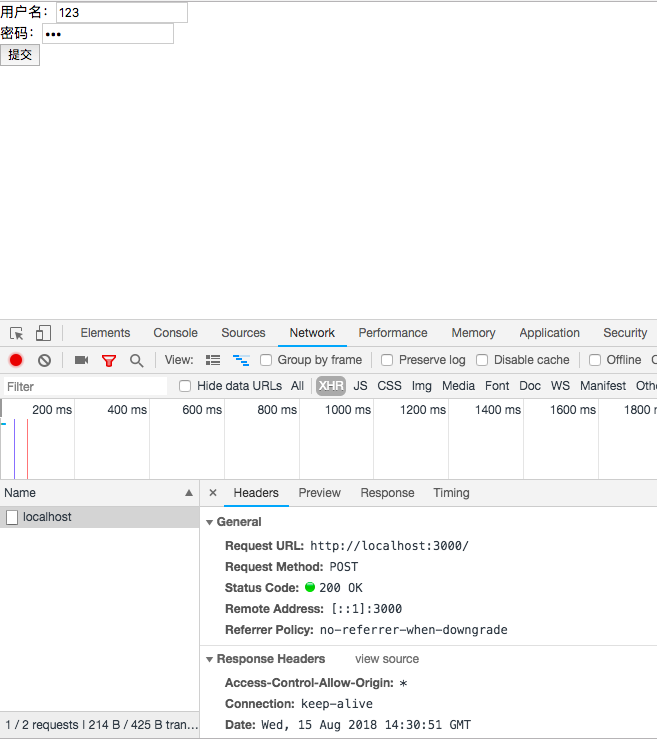 用户名：123
密码：•••
提交
Elements Console Sources Network Performance Memory Application Security
View: Group by frame Preserve log Disable cache Offline
Filter Hide data URLs All XHR JS CSS Img Media Font Doc WS Manifest Othe
200 ms 400 ms 600 ms 800 ms 1000 ms 1200 ms 1400 ms 1600 ms 1800 m
Name × Headers Preview Response Timing
localhost
General
Request URL: http://localhost:3000/
Request Method: POST
Status Code: 200 OK
Remote Address: [::1]:3000
Referrer Policy: no-referrer-when-downgrade
Response Headers view source
Access-Control-Allow-Origin: *
Connection: keep-alive
Date: Wed, 15 Aug 2018 14:30:51 GMT
1 / 2 requests | 214 B / 425 B tran...